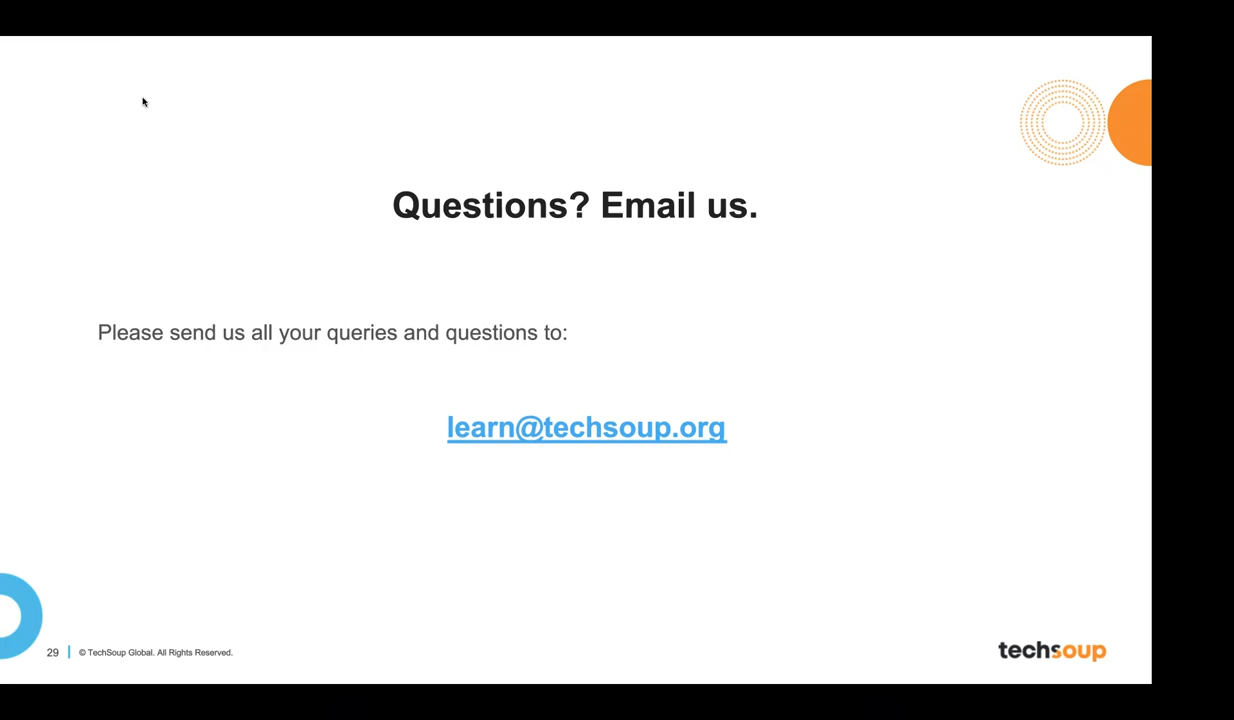 Questions? Email us.
Please send us all your queries and questions to:
learn@techsoup.org
29 | © TechSoup Global. All Rights Reserved.
techsoup